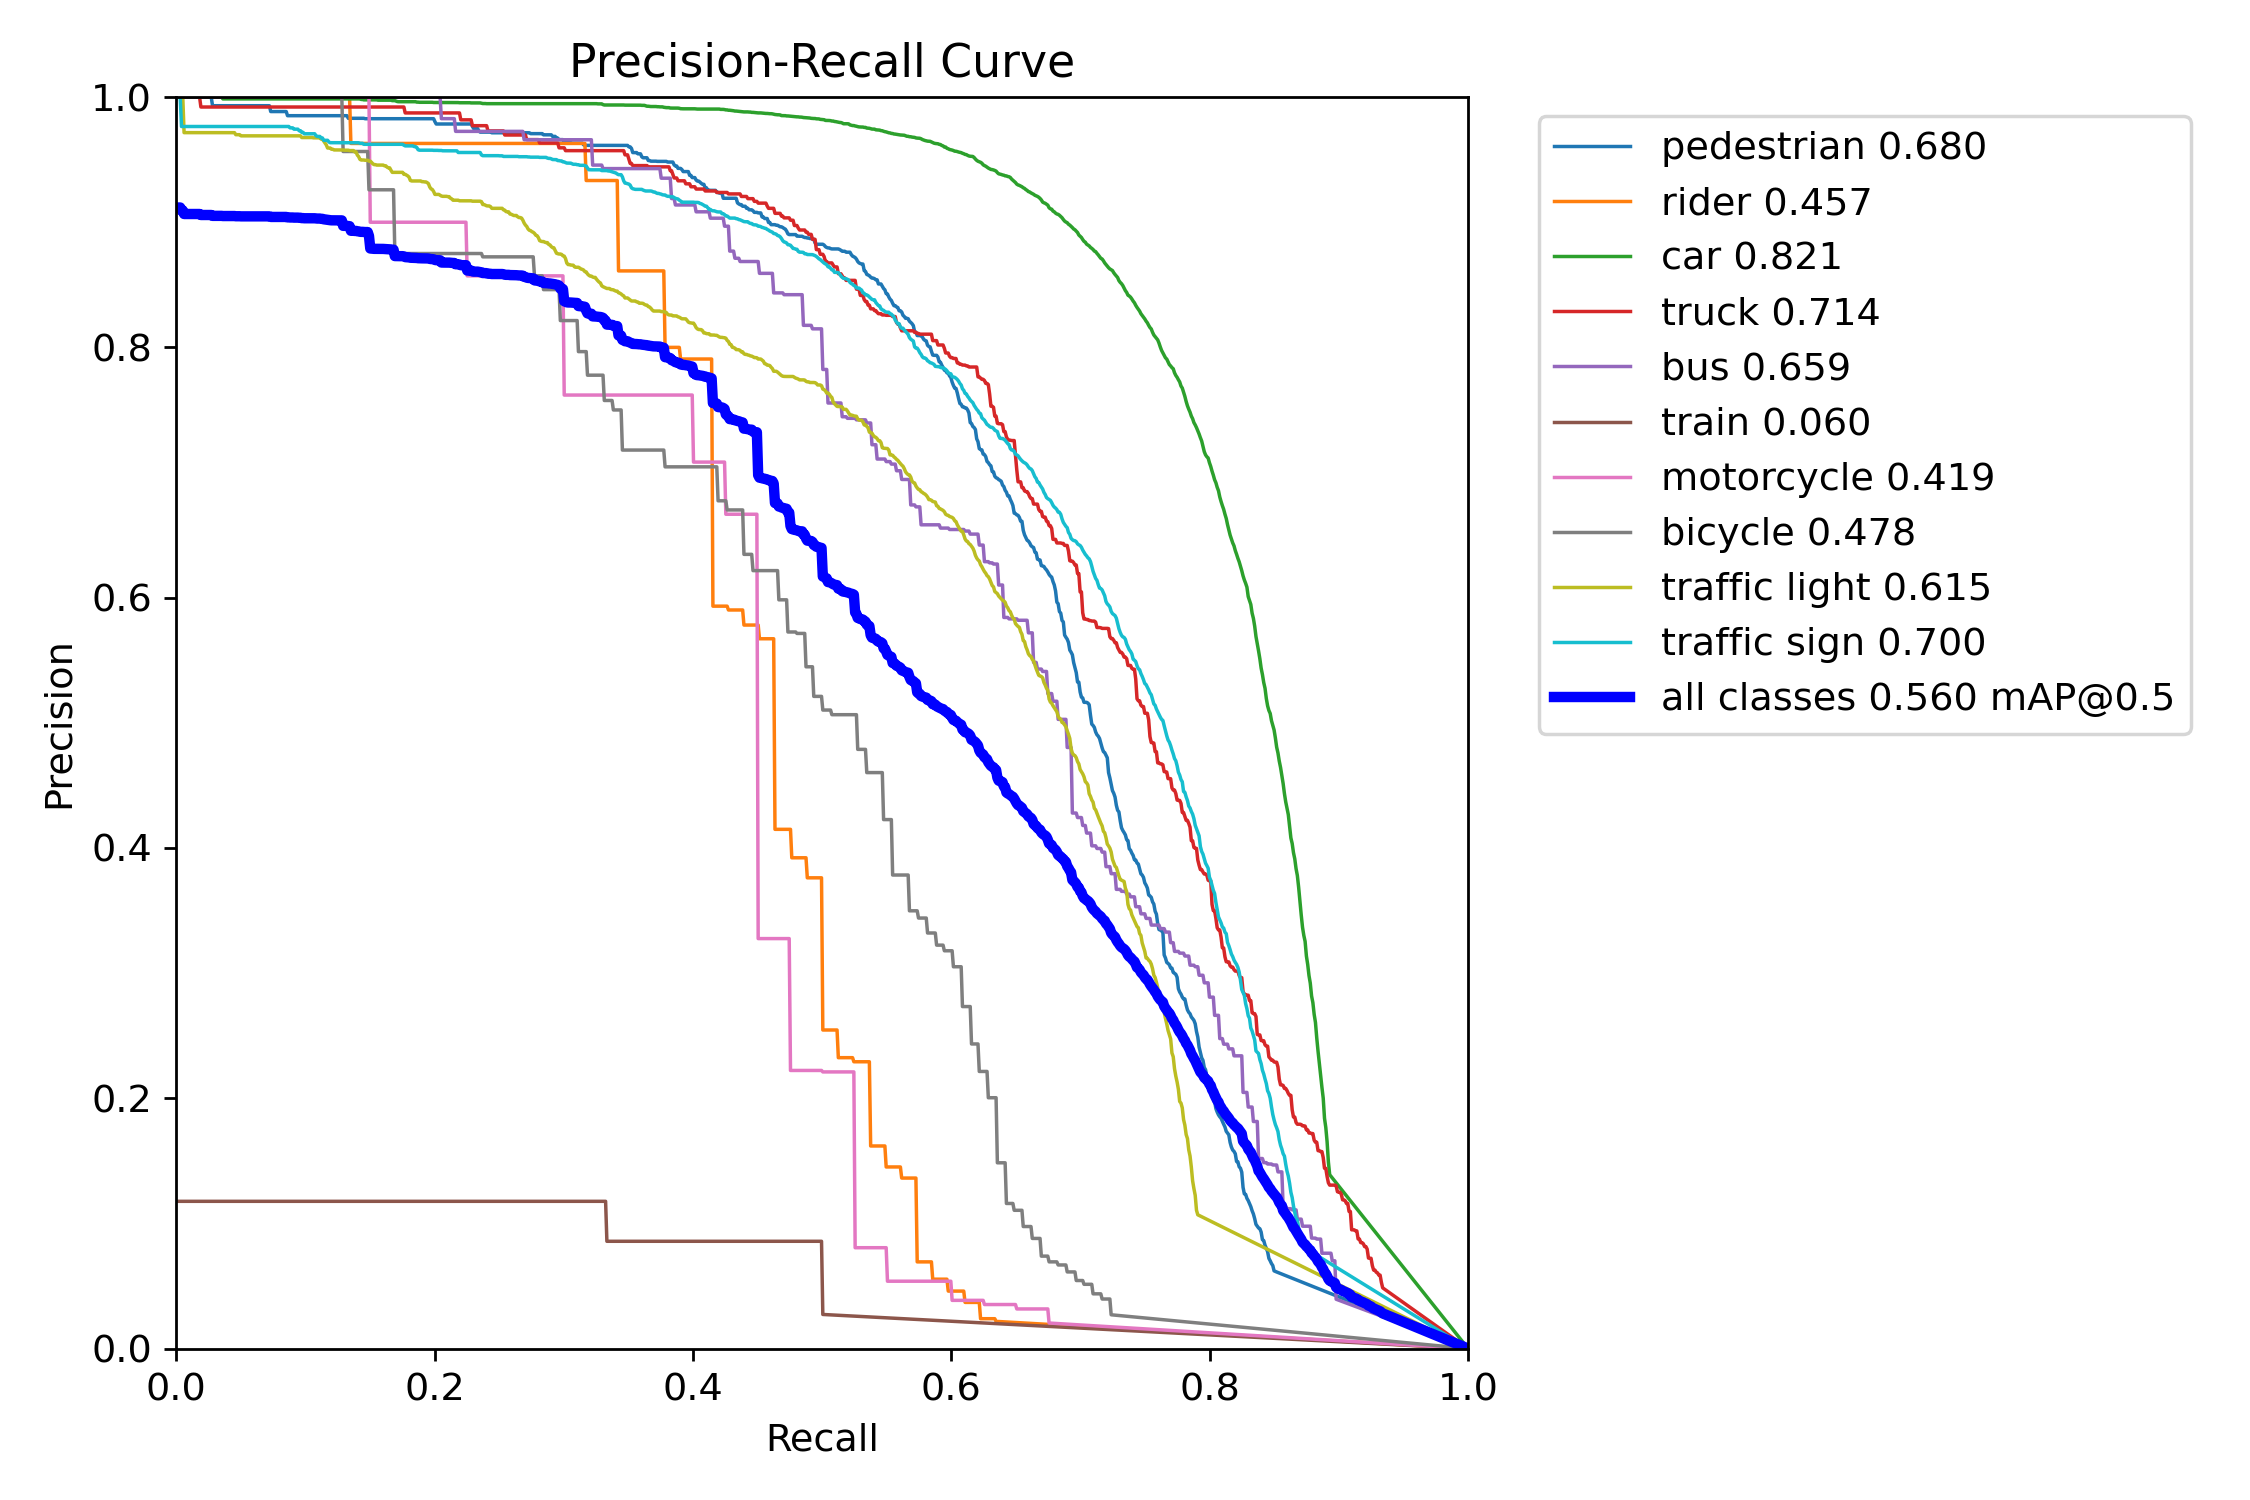 Precision-Recall Curve
1.0
0.8
0.6
0.4
0.2
0.0
Precision
0.0 0.2 0.4 0.6 0.8 1.0
Recall
pedestrian 0.680
rider 0.457
car 0.821
truck 0.714
bus 0.659
train 0.060
motorcycle 0.419
bicycle 0.478
traffic light 0.615
traffic sign 0.700
all classes 0.560 mAP@0.5